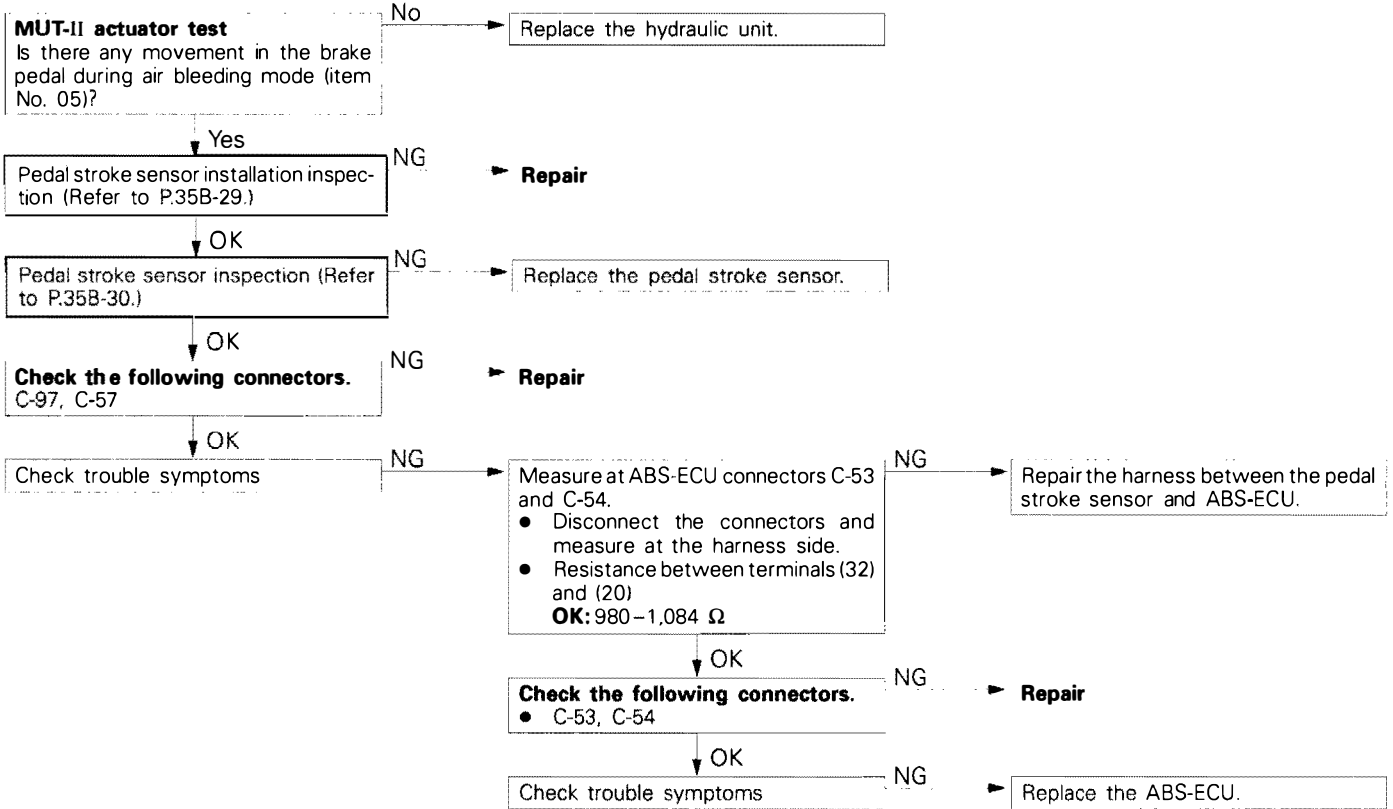 MUT-II actuator test
Is there any movement in the brake
pedal during air bleeding mode (item
No. 05)?
No
Replace the hydraulic unit.
Yes
Pedal stroke sensor installation inspec-
tion (Refer to P.35B-29.)
NG
Repair
OK
Pedal stroke sensor inspection (Refer
to P.35B-30.)
NG
Replace the pedal stroke sensor.
OK
Check the following connectors.
C-97, C-57
NG
Repair
OK
Check trouble symptoms
NG
Measure at ABS-ECU connectors C-53
and C-54.
● Disconnect the connectors and
measure at the harness side.
● Resistance between terminals (32)
and (20)
OK: 980–1,084 Ω
NG
Repair the harness between the pedal
stroke sensor and ABS-ECU.
OK
Check the following connectors.
● C-53, C-54
NG
Repair
OK
Check trouble symptoms
NG
Replace the ABS-ECU.